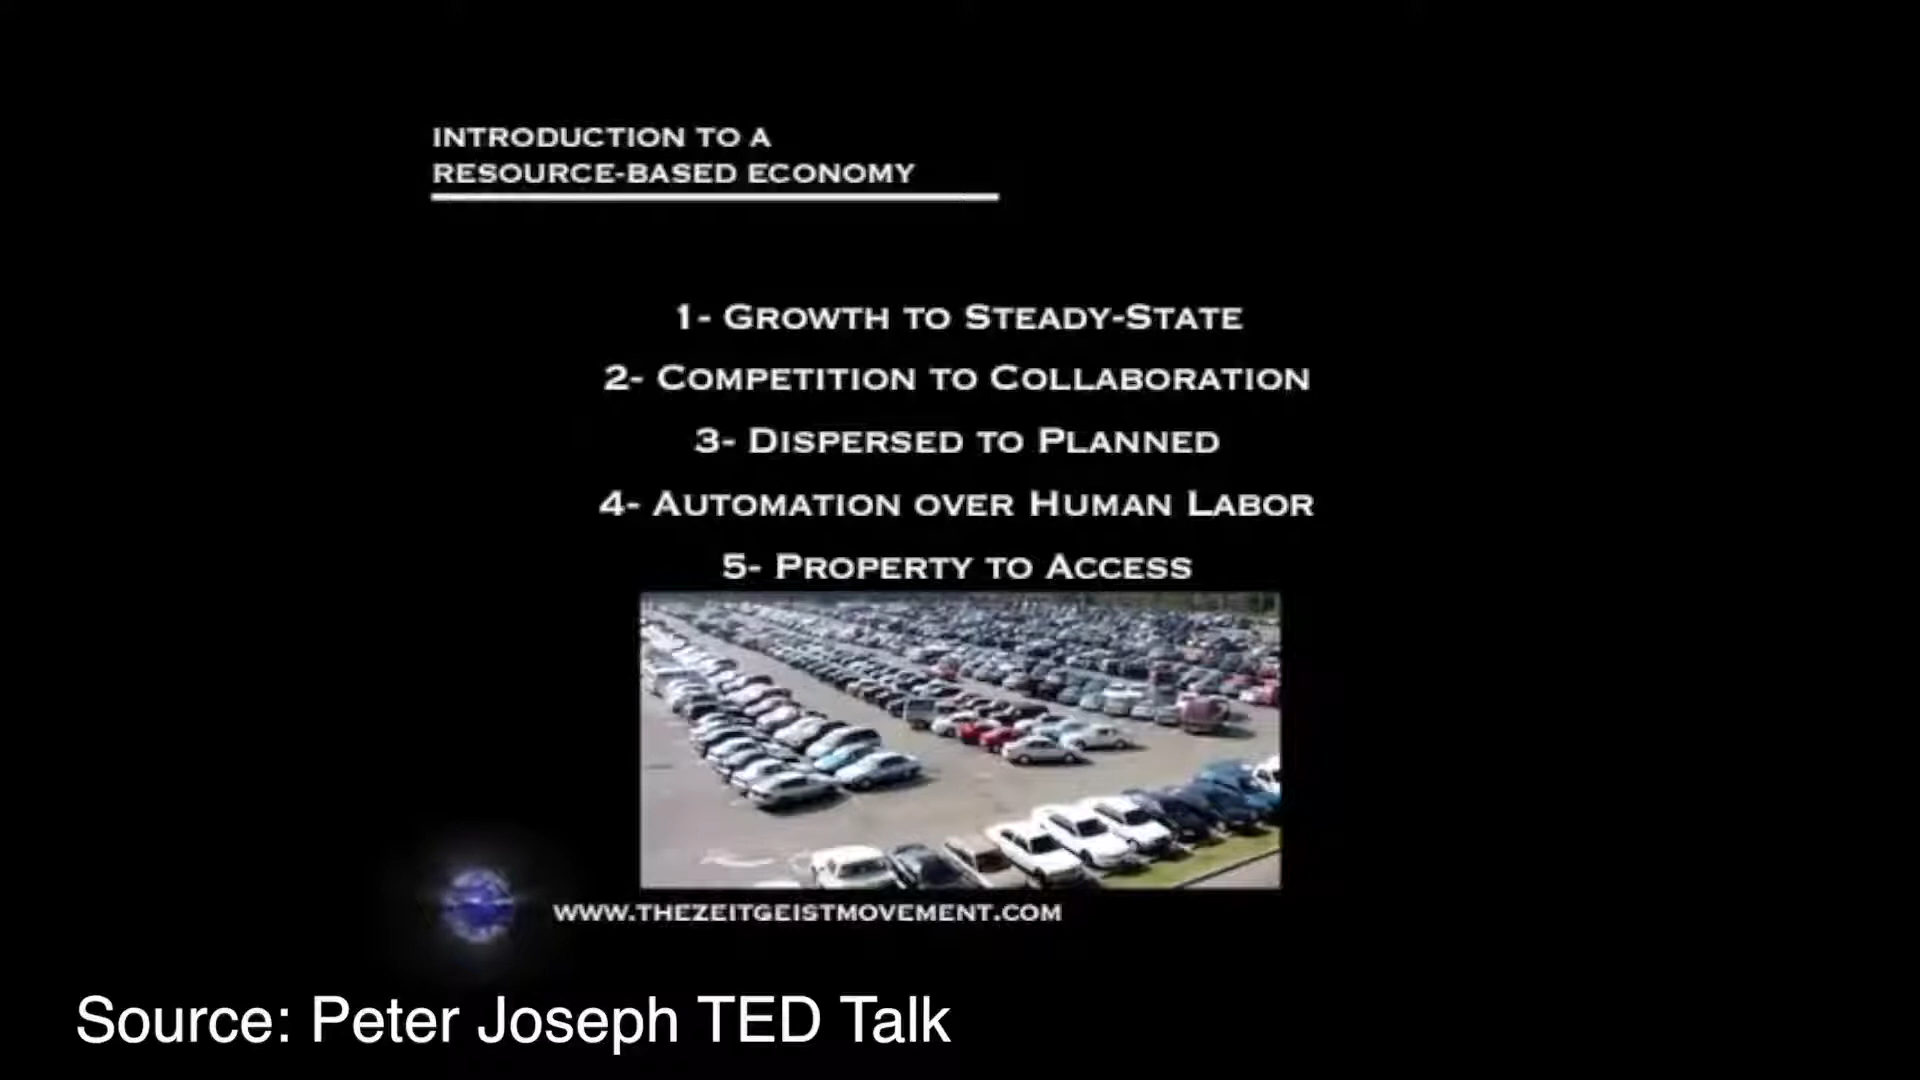 INTRODUCTION TO A
RESOURCE-BASED ECONOMY
1- GROWTH TO STEADY-STATE
2- COMPETITION TO COLLABORATION
3- DISPERSED TO PLANNED
4- AUTOMATION OVER HUMAN LABOR
5- PROPERTY TO ACCESS
WWW.THEZEITGEISTMOVEMENT.COM
Source: Peter Joseph TED Talk